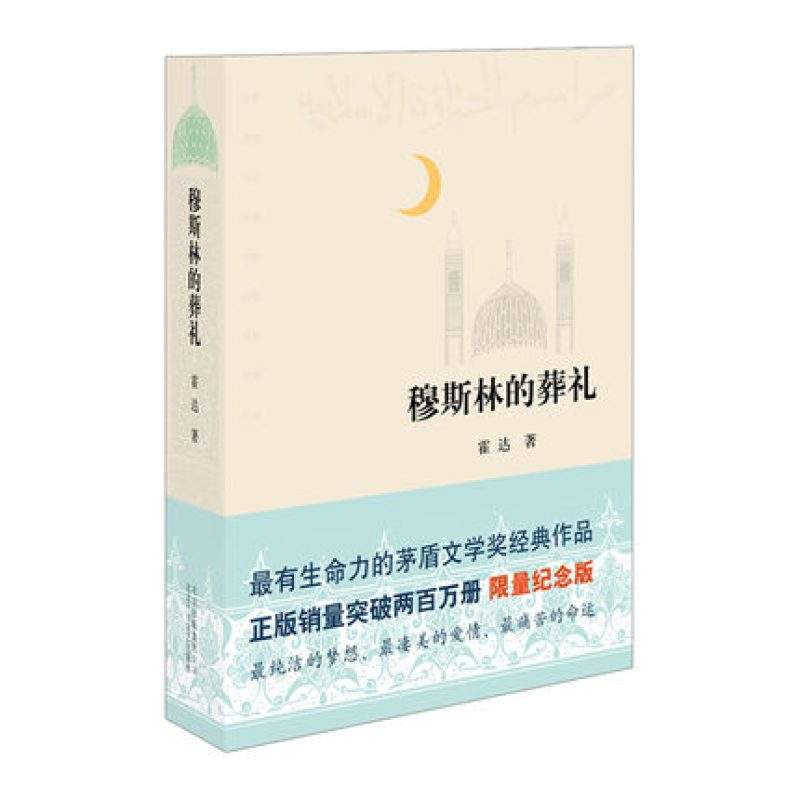 穆斯林的葬礼
霍达 著
穆斯林的葬礼
霍达 著
最有生命力的茅盾文学奖经典作品
正版销量突破两百万册 限量纪念版
最纯洁的梦想、最凄美的爱情、最痛苦的命运